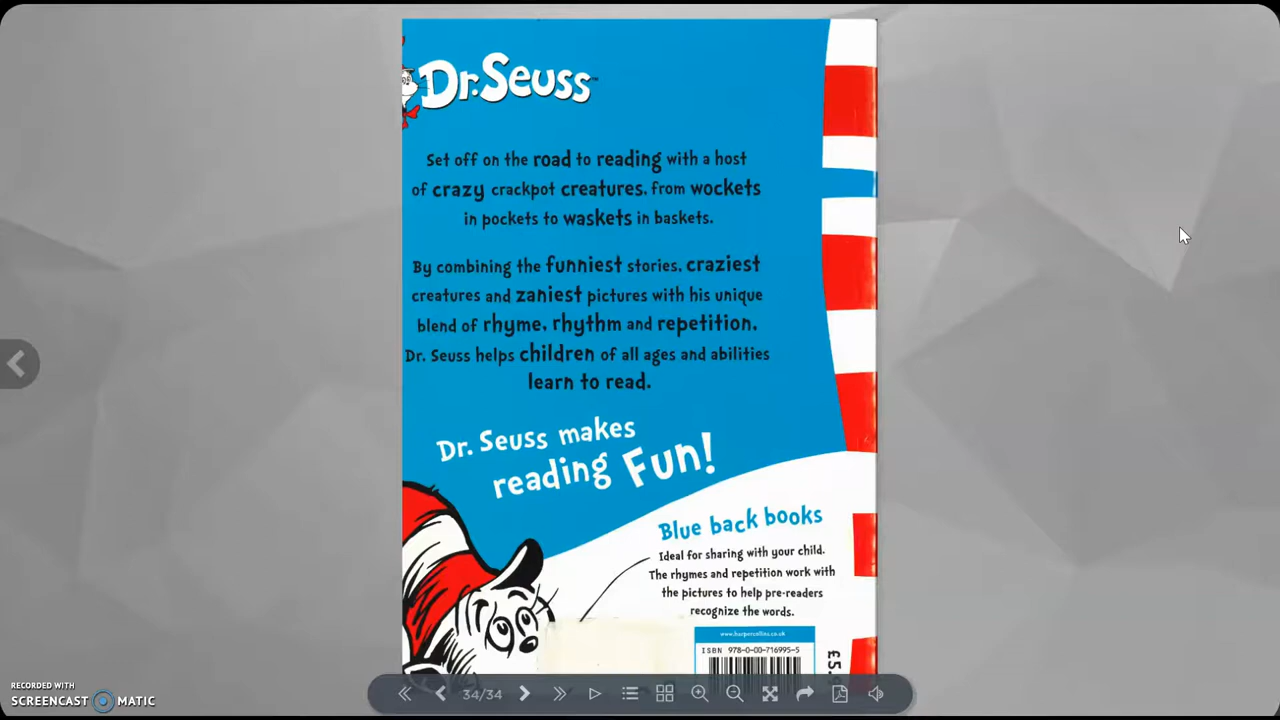 Dr. Seuss™
Set off on the road to reading with a host
of crazy crackpot creatures, from wockets
in pockets to waskets in baskets.
By combining the funniest stories, craziest
creatures and zaniest pictures with his unique
blend of rhyme, rhythm and repetition,
Dr. Seuss helps children of all ages and abilities
learn to read.
Dr. Seuss makes
reading Fun!
Blue back books
Ideal for sharing with your child.
The rhymes and repetition work with
the pictures to help pre-readers
recognize the words.
www.harpercollins.co.uk
ISBN 978-0-00-716995-5
34/34
RECORDED WITH
SCREENCAST MATIC